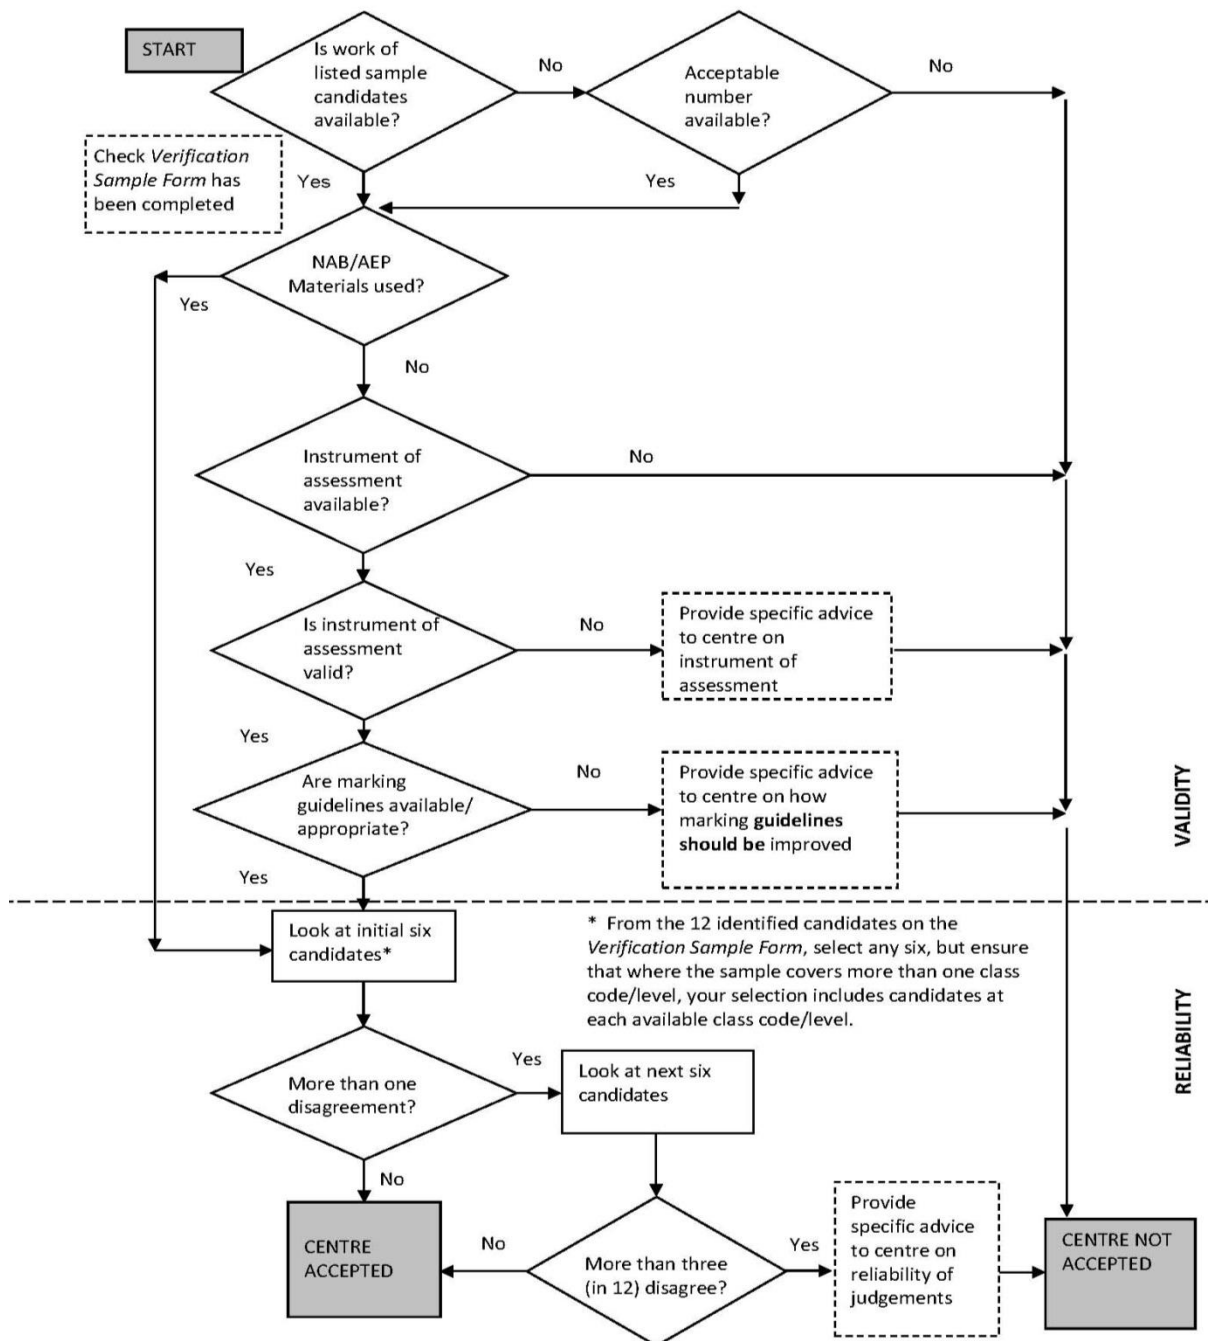 START
Is work of
listed sample
candidates
available?
No
Acceptable
number
available?
No
Check Verification
Sample Form has
been completed
Yes
Yes
NAB/AEP
Materials used?
Yes
No
Instrument of
assessment
available?
No
Yes
Is instrument of
assessment
valid?
No
Provide specific advice
to centre on
instrument of
assessment
Yes
Are marking
guidelines available/
appropriate?
No
Provide specific advice
to centre on how
marking guidelines
should be improved
VALIDITY
Yes
Look at initial six
candidates*
* From the 12 identified candidates on the
Verification Sample Form, select any six, but ensure
that where the sample covers more than one class
code/level, your selection includes candidates at
each available class code/level.
RELIABILITY
More than one
disagreement?
Yes
Look at next six
candidates
No
CENTRE
ACCEPTED
No
More than three
(in 12) disagree?
Yes
Provide
specific advice
to centre on
reliability of
judgements
CENTRE NOT
ACCEPTED